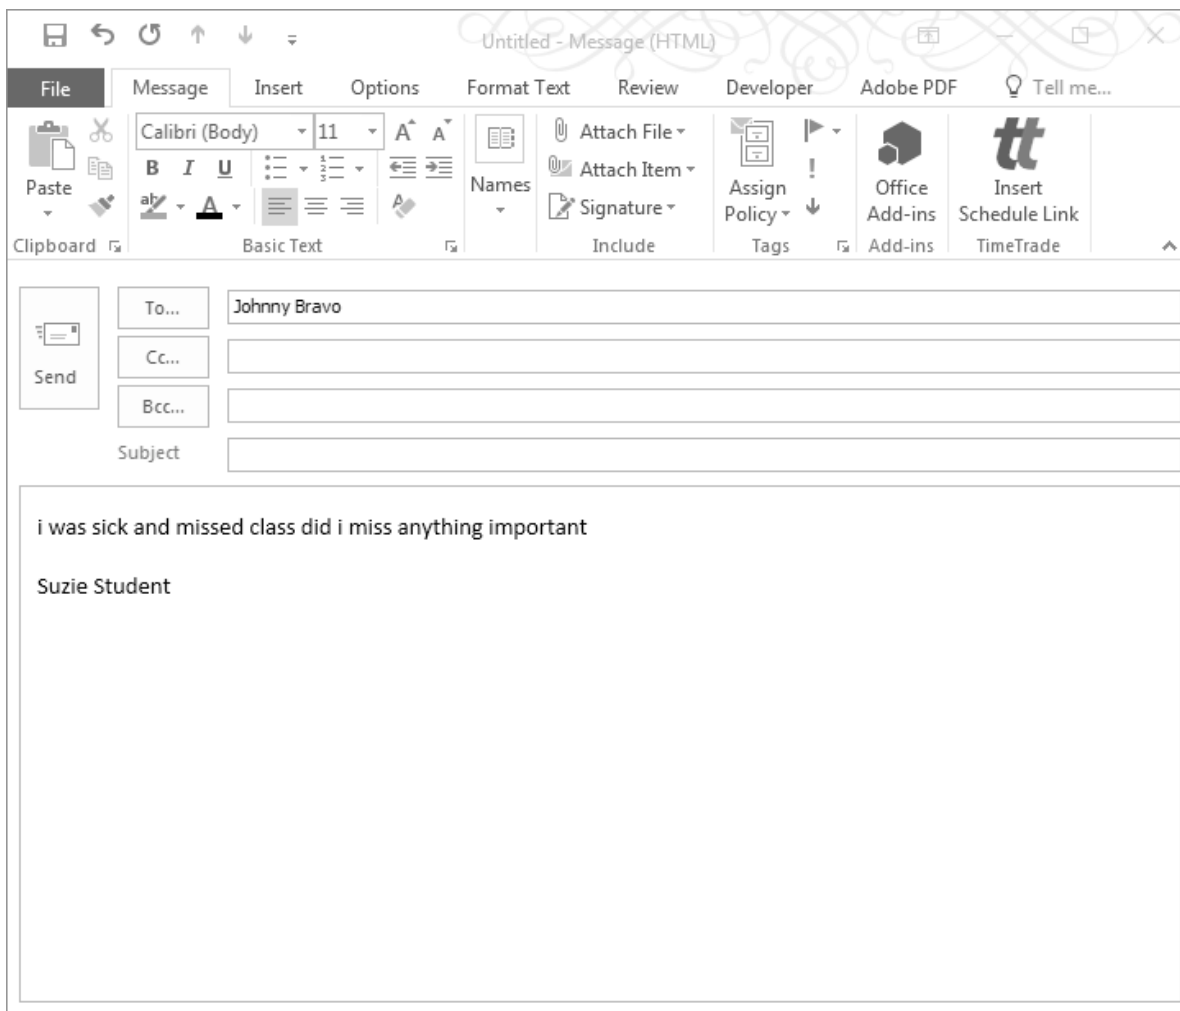 Untitled - Message (HTML)
File Message Insert Options Format Text Review Developer Adobe PDF Tell me...
Calibri (Body) 11 A A Attach File
B I U Names Attach Item
Paste Assign Office Insert
ab A Signature Policy Add-ins Schedule Link
Clipboard Basic Text Include Tags Add-ins TimeTrade
To... Johnny Bravo
Cc...
Send
Bcc...
Subject
i was sick and missed class did i miss anything important
Suzie Student